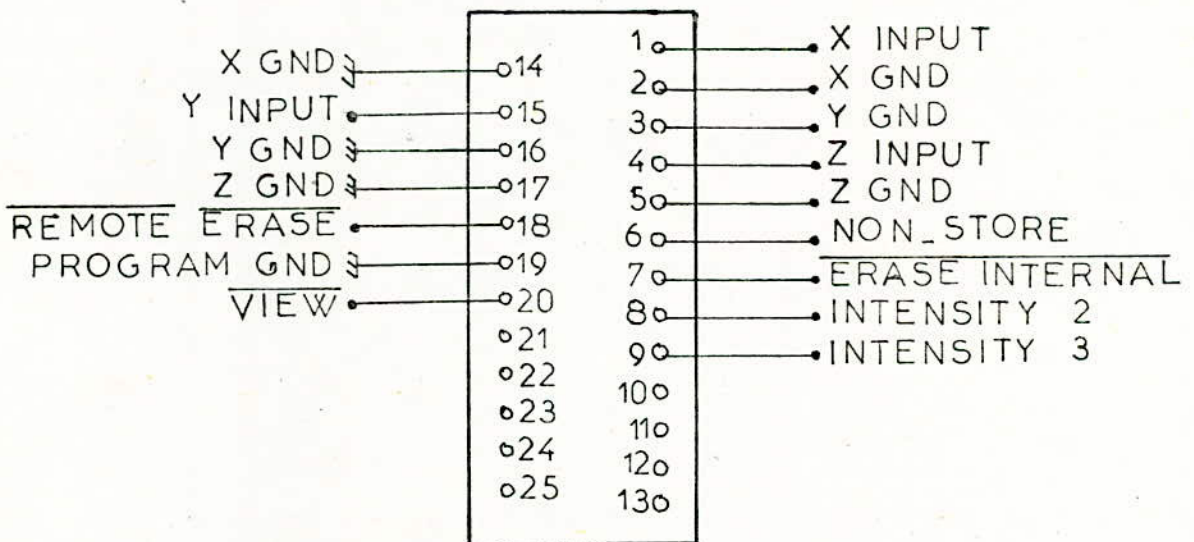 X GND
Y INPUT
Y GND
Z GND
REMOTE ERASE
PROGRAM GND
VIEW
14
15
16
17
18
19
20
21
22
23
24
25
1
2
3
4
5
6
7
8
9
10
11
12
13
X INPUT
X GND
Y GND
Z INPUT
Z GND
NON_STORE
ERASE INTERNAL
INTENSITY 2
INTENSITY 3